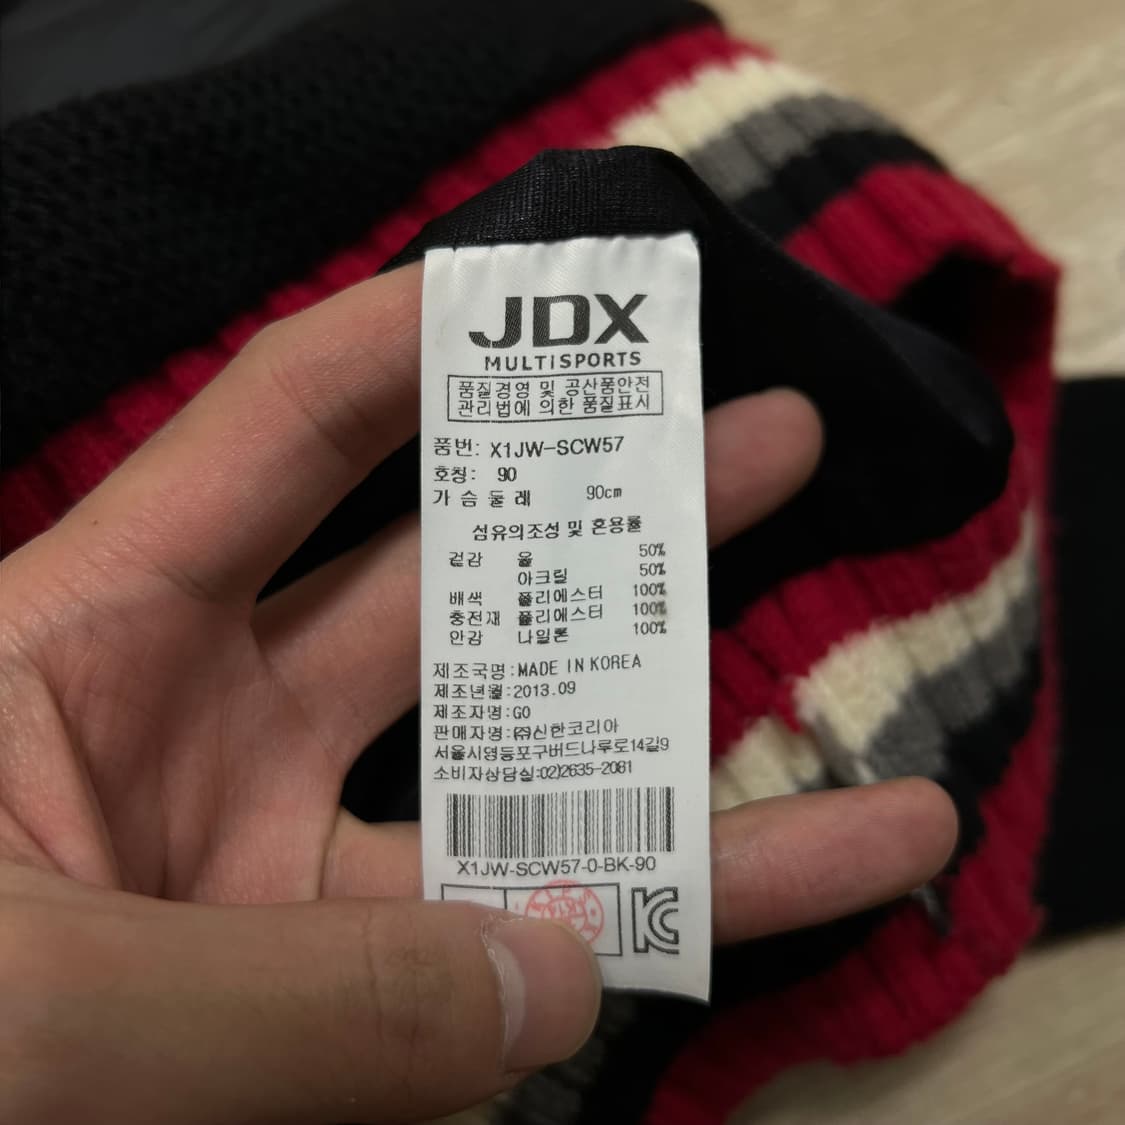 JDX
MULTISPORTS
품질경영 및 공산품안전
관리법에 의한 품질표시
품번: X1JW-SCW57
호칭: 90
가 슴 둘 레 90cm
섬유의조성 및 혼용률
겉감 울 50%
아크릴 50%
배색 폴리에스터 100%
충전재 폴리에스터 100%
안감 나일론 100%
제조국명:MADE IN KOREA
제조년월:2013.09
제조자명:GO
판매자명:㈜신한코리아
서울시영등포구버드나루로14길9
소비자상담실:02)2635-2081
X1JW-SCW57-0-BK-90